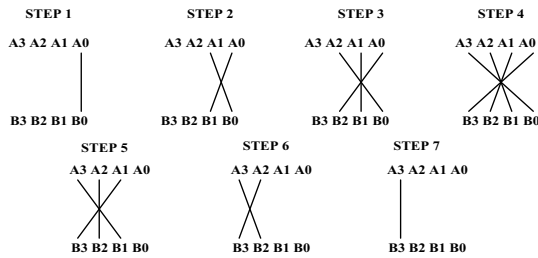 STEP 1
A3 A2 A1 A0
B3 B2 B1 B0
STEP 2
A3 A2 A1 A0
B3 B2 B1 B0
STEP 3
A3 A2 A1 A0
B3 B2 B1 B0
STEP 4
A3 A2 A1 A0
B3 B2 B1 B0
STEP 5
A3 A2 A1 A0
B3 B2 B1 B0
STEP 6
A3 A2 A1 A0
B3 B2 B1 B0
STEP 7
A3 A2 A1 A0
B3 B2 B1 B0